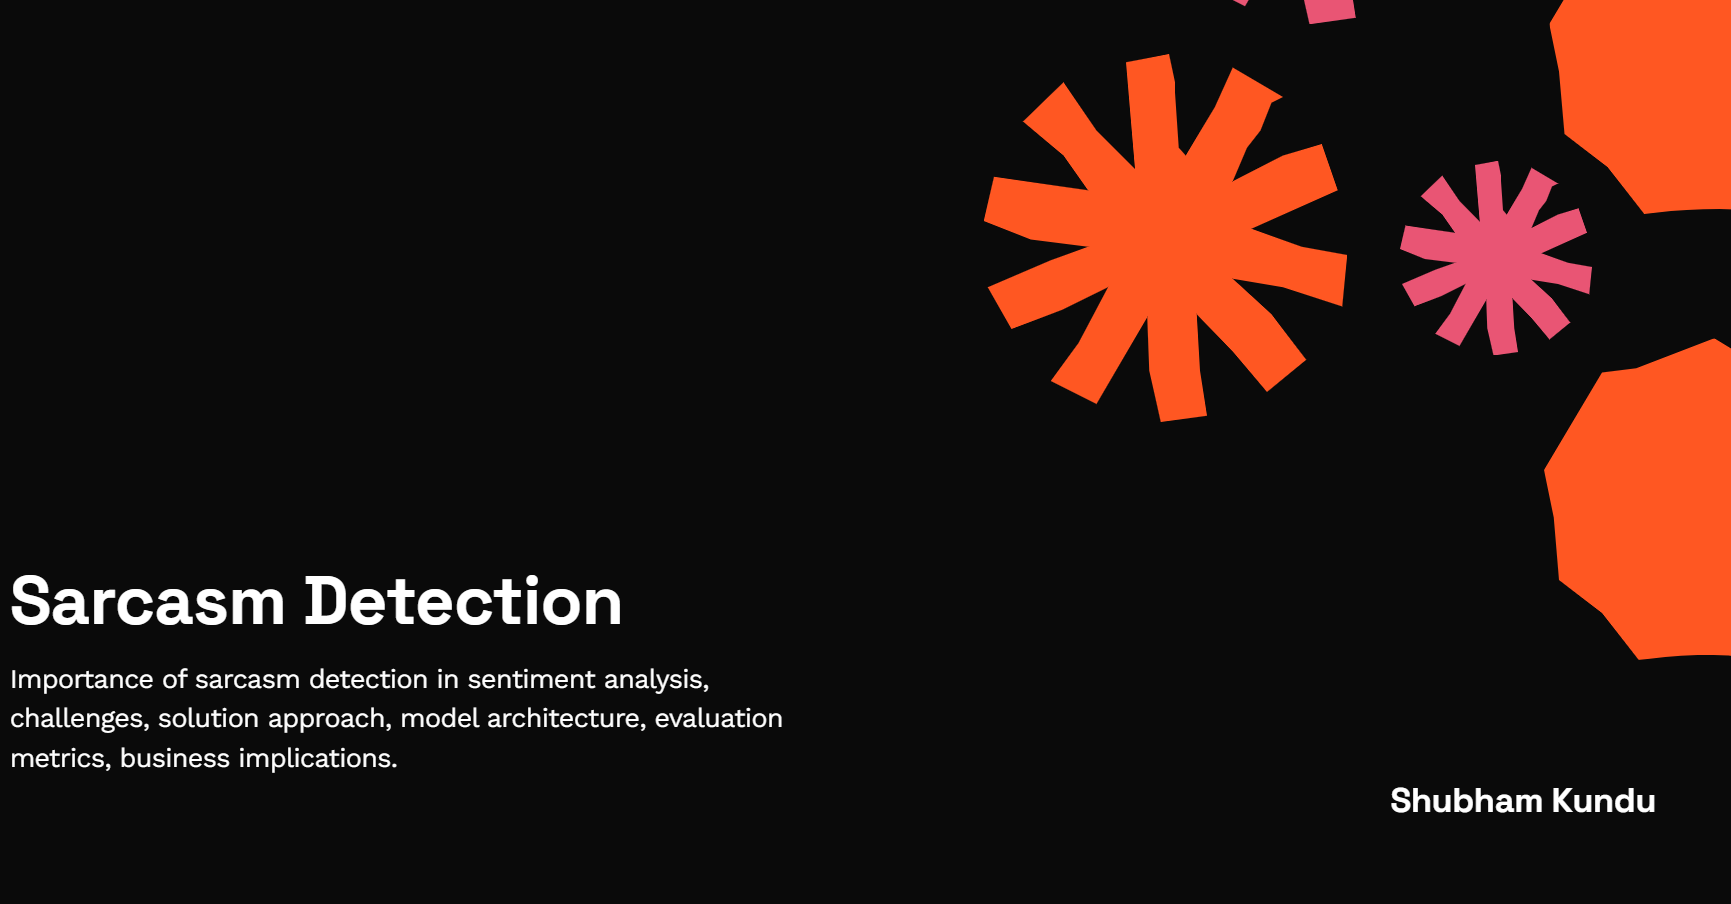 Sarcasm Detection
Importance of sarcasm detection in sentiment analysis,
challenges, solution approach, model architecture, evaluation
metrics, business implications.
Shubham Kundu